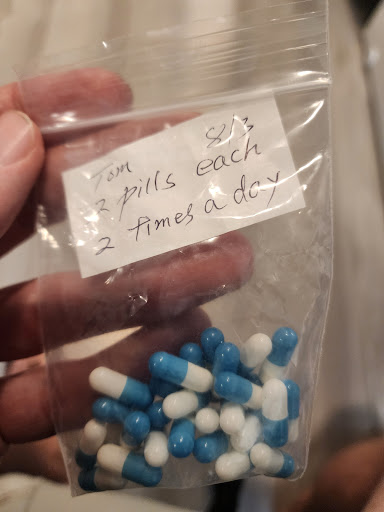 Tom 8/3
2 pills each
2 times a day